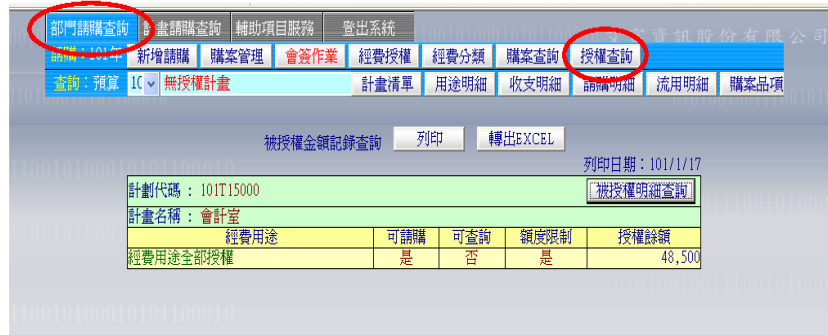 部門請購查詢 計畫請購查詢 輔助項目服務 登出系統
請購：101年 新增請購 購案管理 會簽作業 經費授權 經費分類 購案查詢 授權查詢
資訊股份有限公司
查詢：預算 10 無授權計畫 計畫清單 用途明細 收支明細 請購明細 流用明細 購案品項
被授權金額記錄查詢 列印 轉出EXCEL
列印日期：101/1/17
計劃代碼 : 101T15000 被授權明細查詢
計畫名稱 : 會計室
經費用途 可請購 可查詢 額度限制 授權餘額
經費用途全部授權 是 否 是 48,500